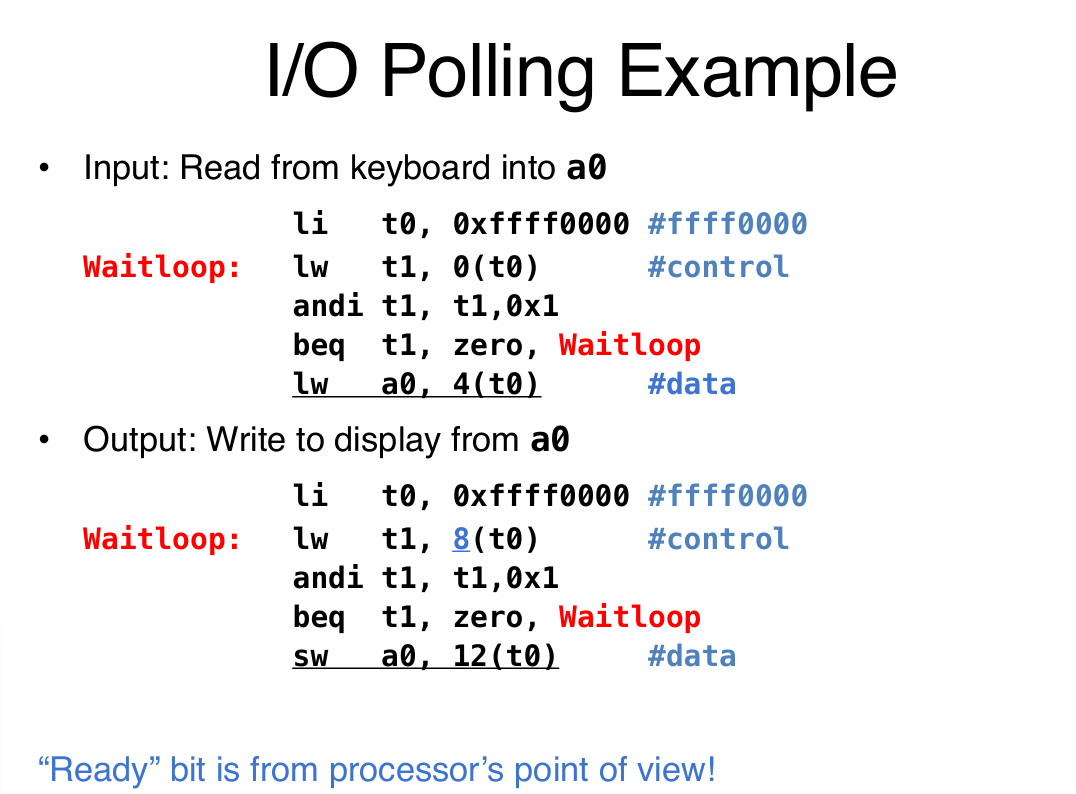 I/O Polling Example
• Input: Read from keyboard into a0
li t0, 0xffff0000 #ffff0000
Waitloop: lw t1, 0(t0) #control
andi t1, t1,0x1
beq t1, zero, Waitloop
lw a0, 4(t0) #data
• Output: Write to display from a0
li t0, 0xffff0000 #ffff0000
Waitloop: lw t1, 8(t0) #control
andi t1, t1,0x1
beq t1, zero, Waitloop
sw a0, 12(t0) #data
“Ready” bit is from processor’s point of view!